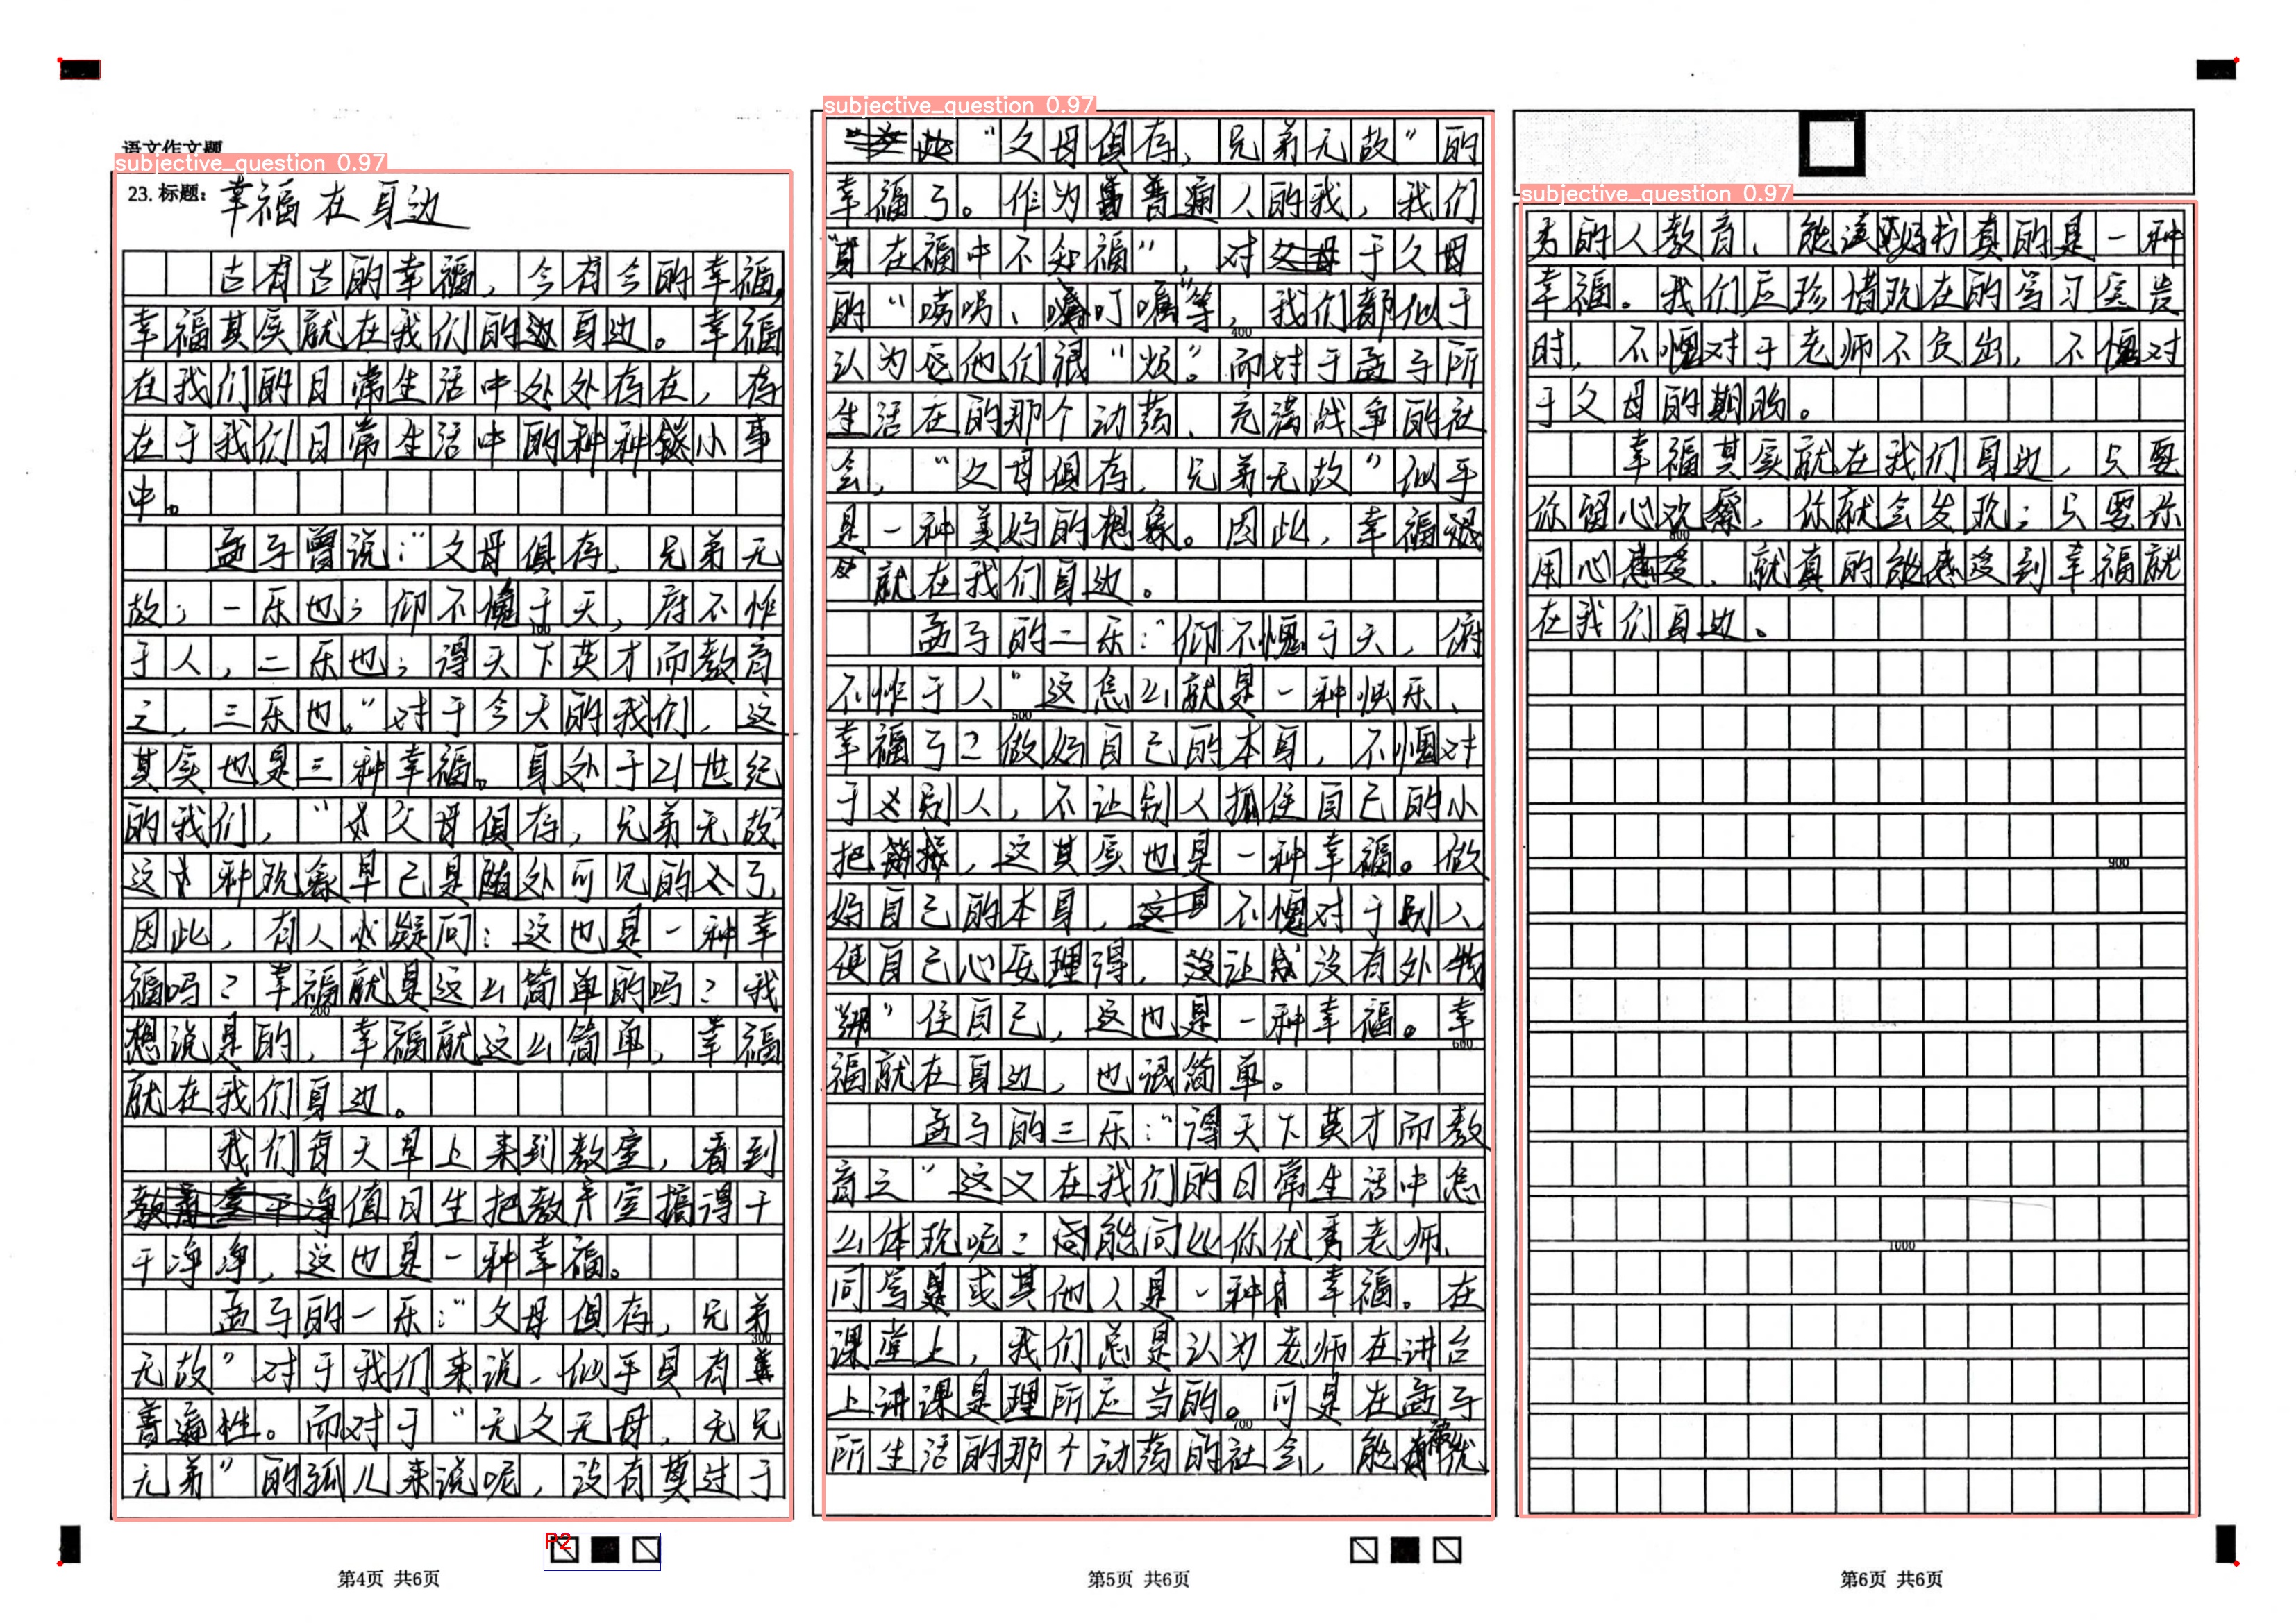 语文作文题
subjective_question 0.97
23. 标题: 幸福在身边
古有古的幸福，今有今的幸福，
幸福其实就在我们的身边。幸福
在我们的日常生活中处处存在，存
在于我们日常生活中的种种小事
中。
孟子曾说:"父母俱存，兄弟无
故；一乐也；仰不愧于天，府不怍
于人，二乐也；得天下英才而教育
之，三乐也。"对于今天的我们，这
其实也是三种幸福。身处于21世纪
的我们，"父母俱存，兄弟无故"
这种现象早已是随处可见的了，
因此，有人疑问：这也是一种幸
福吗？幸福就是这么简单的吗？我
想说是的，幸福就这么简单，幸福
就在我们身边。
我们每天早上来到教室，看到
值日生把教室搞得干
干净净，这也是一种幸福。
孟子的一乐："父母俱存，兄弟
无故"对于我们来说，似乎具有
普遍性。而对于"无父无母，无兄
无弟"的孤儿来说呢，没有莫过于
subjective_question 0.97
"父母俱存，兄弟无故"的
幸福了。作为普通人的我，我们
"在福中不知福"，对于父母
的"唠叨、叮嘱"等，我们都似乎
认为他们很"烦"。而对于孟子所
生活在的那个动荡、充满战争的社
会，"父母俱存，兄弟无故"似乎
是一种美好的想象。因此，幸福很
就在我们身边。
孟子的二乐："仰不愧于天，俯
不怍于人"这怎么就是一种快乐、
幸福了？做好自己的本身，不愧对
于别人，不让别人抓住自己的小
把，这其实也是一种幸福。做
好自己的本身，不愧对于别人，
使自己心安理得，让没有外物
"绑"住自己，这也是一种幸福。幸
福就在身边，也很简单。
孟子的三乐："得天下英才而教
育之"这又在我们的日常生活中怎
么体现呢？能同优秀老师、
同学或其他人是一种幸福。在
课堂上，我们总是认为老师在讲台
上讲课是理所应当的。可是在孟子
所生活的那个动荡的社会，能被优
subjective_question 0.97
秀的人教育，能读好书真的是一种
幸福。我们应珍惜现在的学习宝贵
时，不愧对于老师不负出，不愧对
于父母的期盼。
幸福其实就在我们身边，只要
你留心观察，你就会发现；只要你
用心感受，就真的能感受到幸福就
在我们身边。
100
200
300
400
500
600
700
800
900
1000
P2
第4页 共6页
第5页 共6页
第6页 共6页